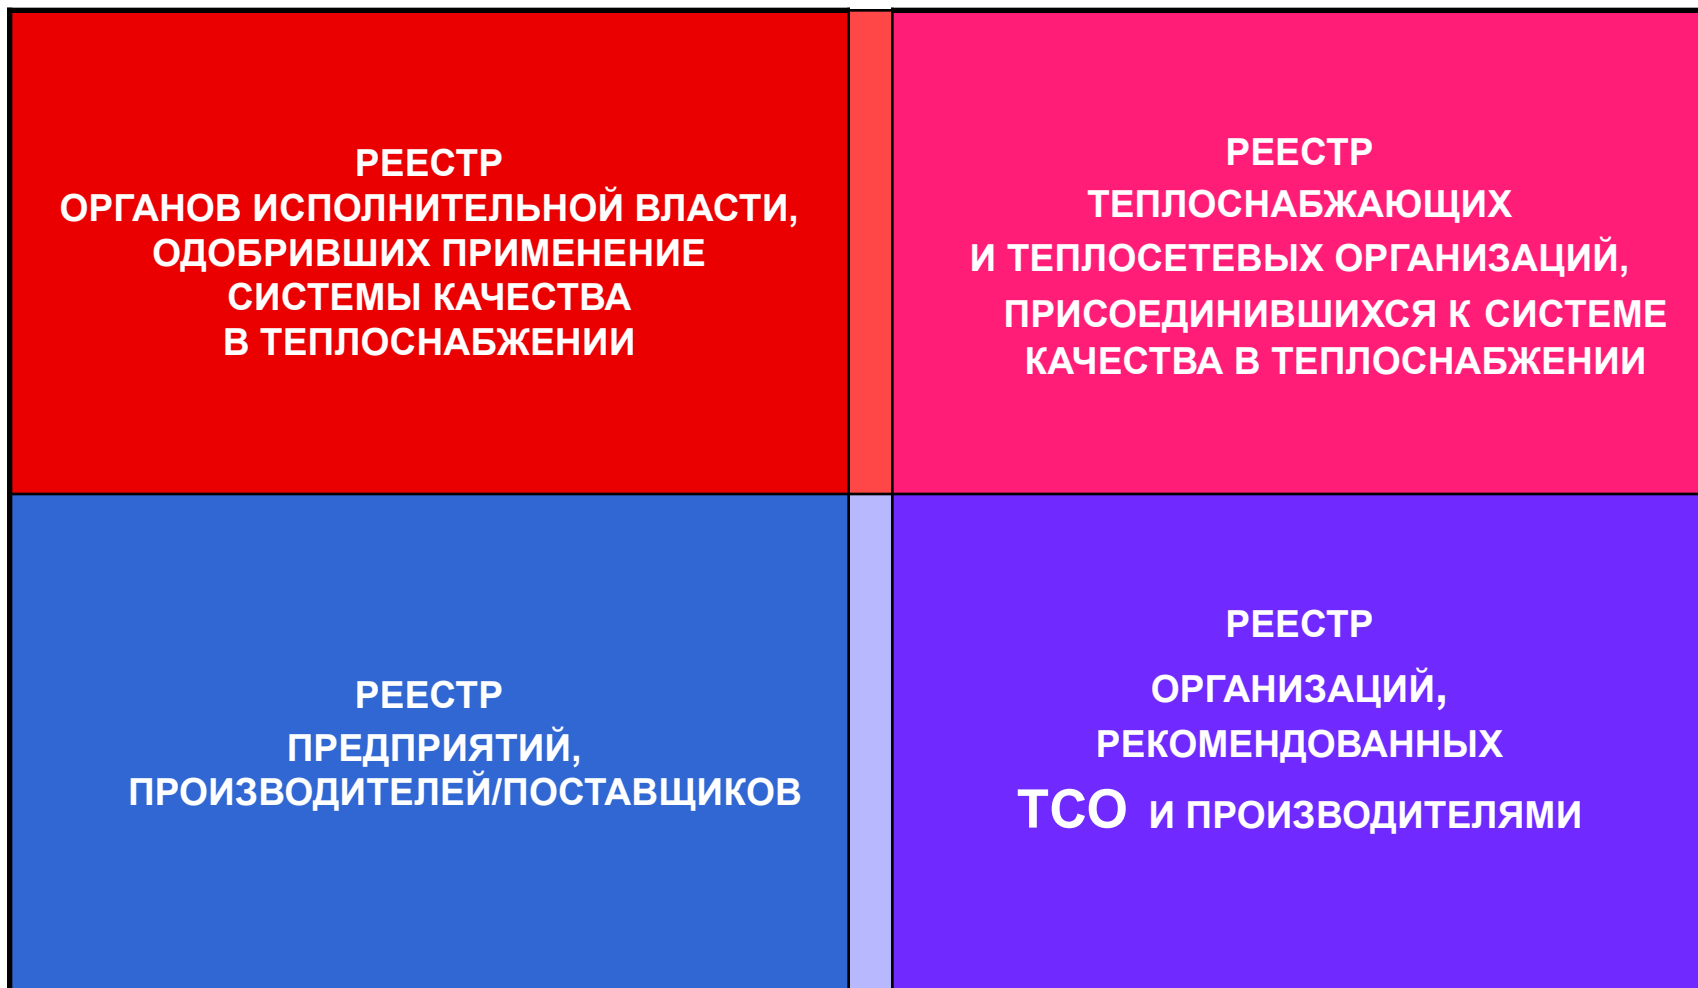 РЕЕСТР
ОРГАНОВ ИСПОЛНИТЕЛЬНОЙ ВЛАСТИ,
ОДОБРИВШИХ ПРИМЕНЕНИЕ
СИСТЕМЫ КАЧЕСТВА
В ТЕПЛОСНАБЖЕНИИ
РЕЕСТР
ТЕПЛОСНАБЖАЮЩИХ
И ТЕПЛОСЕТЕВЫХ ОРГАНИЗАЦИЙ,
ПРИСОЕДИНИВШИХСЯ К СИСТЕМЕ
КАЧЕСТВА В ТЕПЛОСНАБЖЕНИИ
РЕЕСТР
ПРЕДПРИЯТИЙ,
ПРОИЗВОДИТЕЛЕЙ/ПОСТАВЩИКОВ
РЕЕСТР
ОРГАНИЗАЦИЙ,
РЕКОМЕНДОВАННЫХ
ТСО И ПРОИЗВОДИТЕЛЯМИ